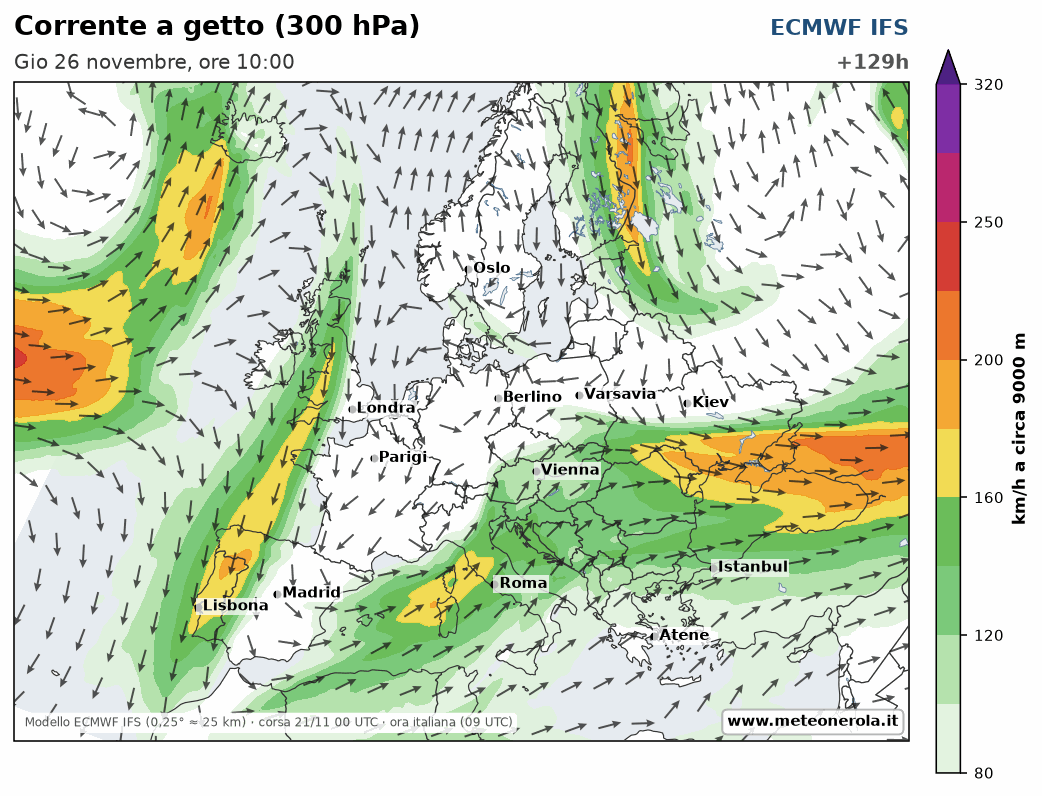 Corrente a getto (300 hPa)
ECMWF IFS
Gio 26 novembre, ore 10:00
+129h
320
250
200
160
120
80
km/h a circa 9000 m
Oslo
Londra
Berlino
Varsavia
Kiev
Parigi
Vienna
Istanbul
Roma
Madrid
Lisbona
Atene
Modello ECMWF IFS (0,25° ≈ 25 km) · corsa 21/11 00 UTC · ora italiana (09 UTC)
www.meteonerola.it